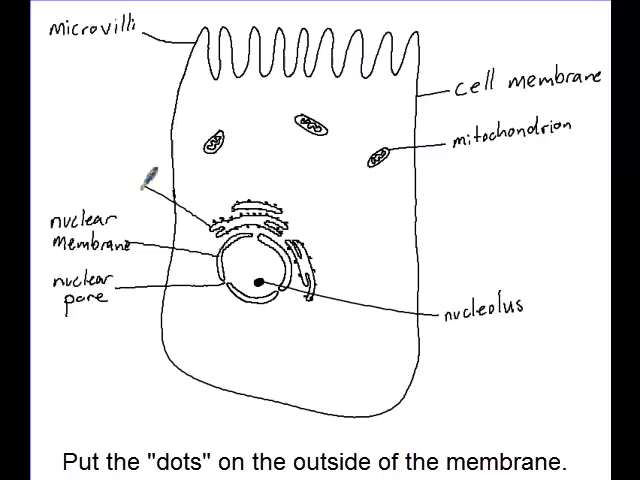 microvilli
cell membrane
mitochondrion
nuclear
membrane
nuclear
pore
nucleolus
Put the "dots" on the outside of the membrane.